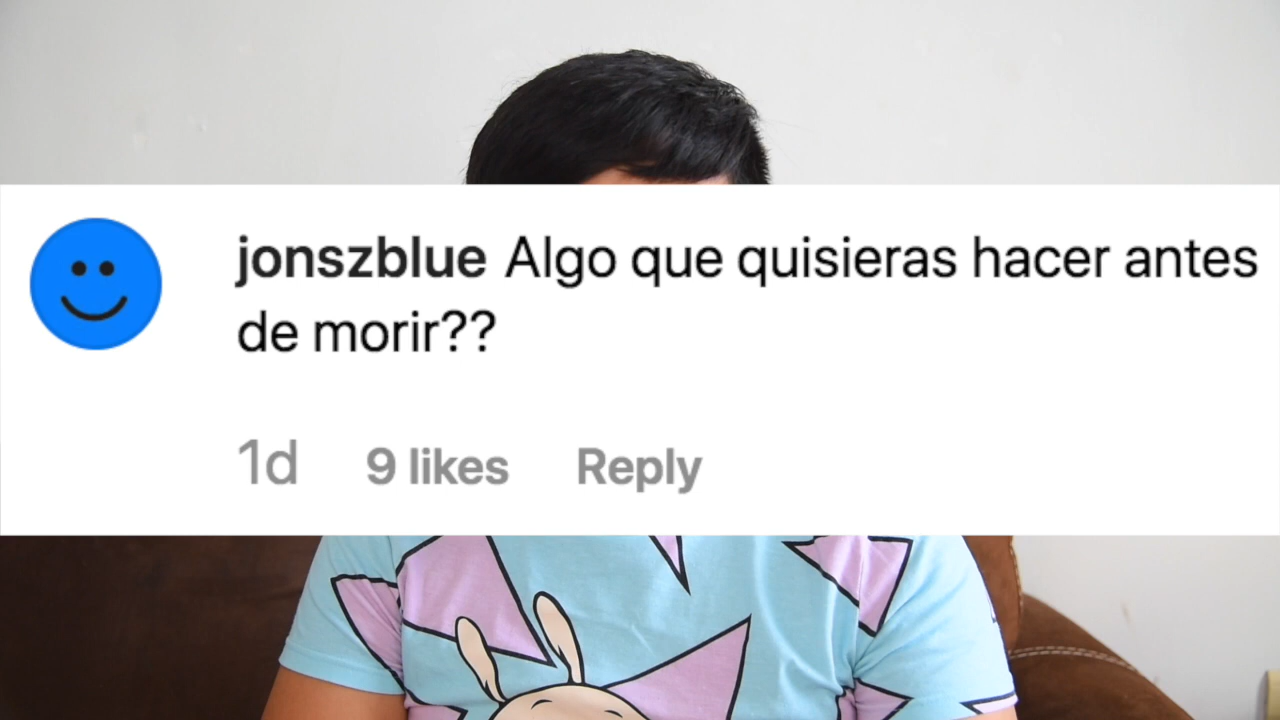 jonszblue Algo que quisieras hacer antes
de morir??
1d 9 likes Reply